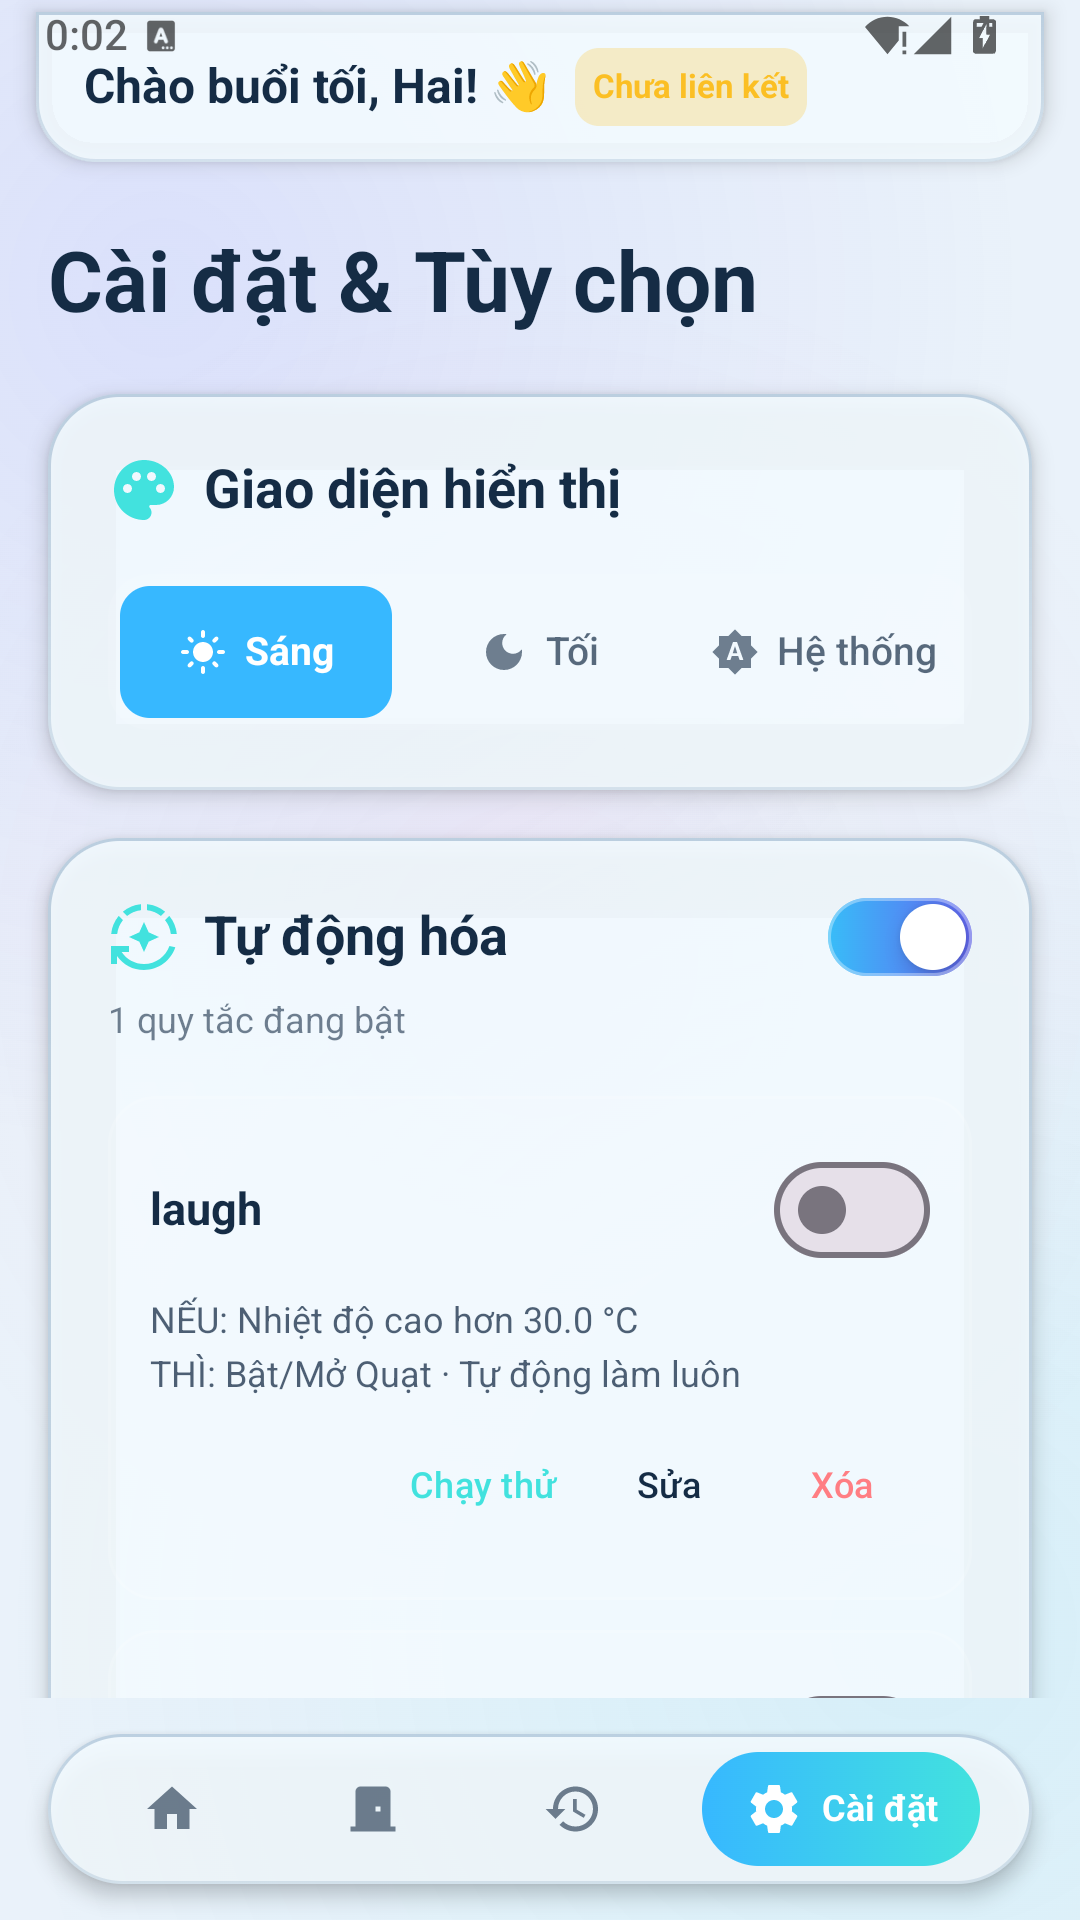 0:02
Chào buổi tối, Hai! 👋 Chưa liên kết
Cài đặt & Tùy chọn
Giao diện hiển thị
Sáng Tối Hệ thống
Tự động hóa
1 quy tắc đang bật
laugh
NẾU: Nhiệt độ cao hơn 30.0 °C
THÌ: Bật/Mở Quạt · Tự động làm luôn
Chạy thử Sửa Xóa
Cài đặt